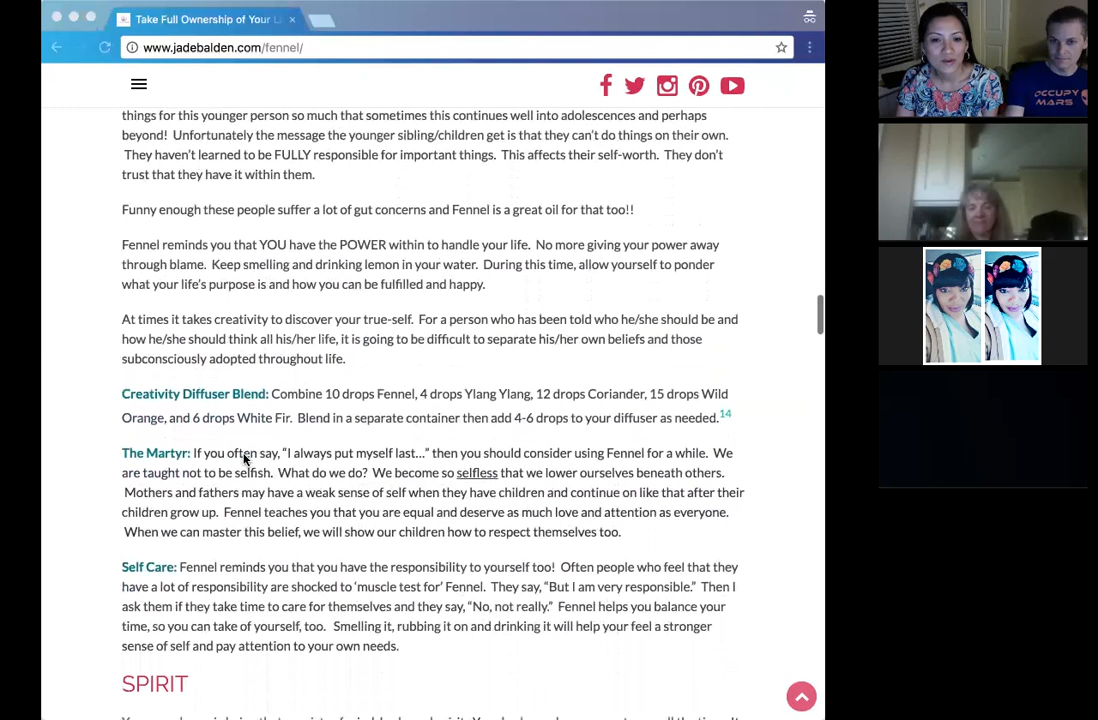 Take Full Ownership of Your L
www.jadebalden.com/fennel/
things for this younger person so much that sometimes this continues well into adolescences and perhaps
beyond!  Unfortunately the message the younger sibling/children get is that they can't do things on their own.
They haven't learned to be FULLY responsible for important things.  This affects their self-worth.  They don't
trust that they have it within them.
Funny enough these people suffer a lot of gut concerns and Fennel is a great oil for that too!!
Fennel reminds you that YOU have the POWER within to handle your life.  No more giving your power away
through blame.  Keep smelling and drinking lemon in your water.  During this time, allow yourself to ponder
what your life's purpose is and how you can be fulfilled and happy.
At times it takes creativity to discover your true-self.  For a person who has been told who he/she should be and
how he/she should think all his/her life, it is going to be difficult to separate his/her own beliefs and those
subconsciously adopted throughout life.
Creativity Diffuser Blend: Combine 10 drops Fennel, 4 drops Ylang Ylang, 12 drops Coriander, 15 drops Wild
Orange, and 6 drops White Fir.  Blend in a separate container then add 4-6 drops to your diffuser as needed.14
The Martyr: If you often say, "I always put myself last..." then you should consider using Fennel for a while.  We
are taught not to be selfish.  What do we do?  We become so selfless that we lower ourselves beneath others.
Mothers and fathers may have a weak sense of self when they have children and continue on like that after their
children grow up.  Fennel teaches you that you are equal and deserve as much love and attention as everyone.
When we can master this belief, we will show our children how to respect themselves too.
Self Care: Fennel reminds you that you have the responsibility to yourself too!  Often people who feel that they
have a lot of responsibility are shocked to 'muscle test for' Fennel.  They say, "But I am very responsible."  Then I
ask them if they take time to care for themselves and they say, "No, not really."  Fennel helps you balance your
time, so you can take of yourself, too.   Smelling it, rubbing it on and drinking it will help your feel a stronger
sense of self and pay attention to your own needs.
SPIRIT
OCCUPY
MARS